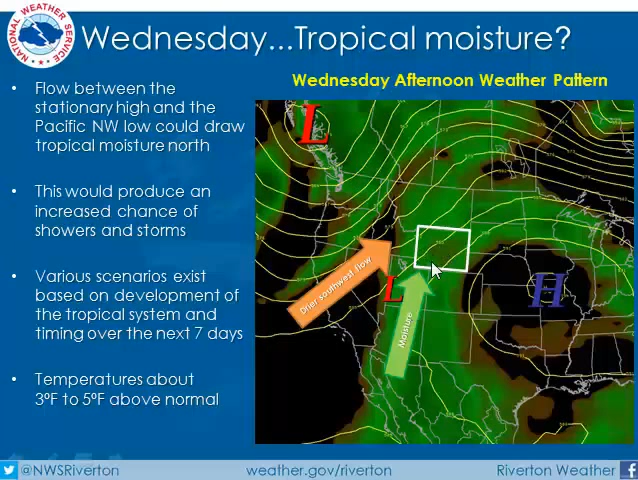 NATIONAL WEATHER SERVICE
Wednesday...Tropical moisture?
• Flow between the
stationary high and the
Pacific NW low could draw
tropical moisture north
• This would produce an
increased chance of
showers and storms
• Various scenarios exist
based on development of
the tropical system and
timing over the next 7 days
• Temperatures about
3ºF to 5ºF above normal
Wednesday Afternoon Weather Pattern
L
Drier southwest flow
L
Moisture
H
@NWSRiverton
weather.gov/riverton
Riverton Weather